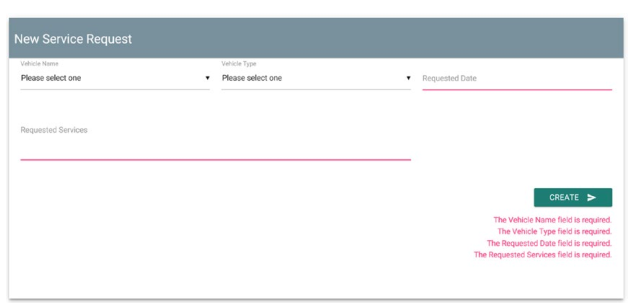 New Service Request
Vehicle Name
Vehicle Type
Please select one
Please select one
Requested Date
Requested Services
CREATE
The Vehicle Name field is required.
The Vehicle Type field is required.
The Requested Date field is required.
The Requested Services field is required.